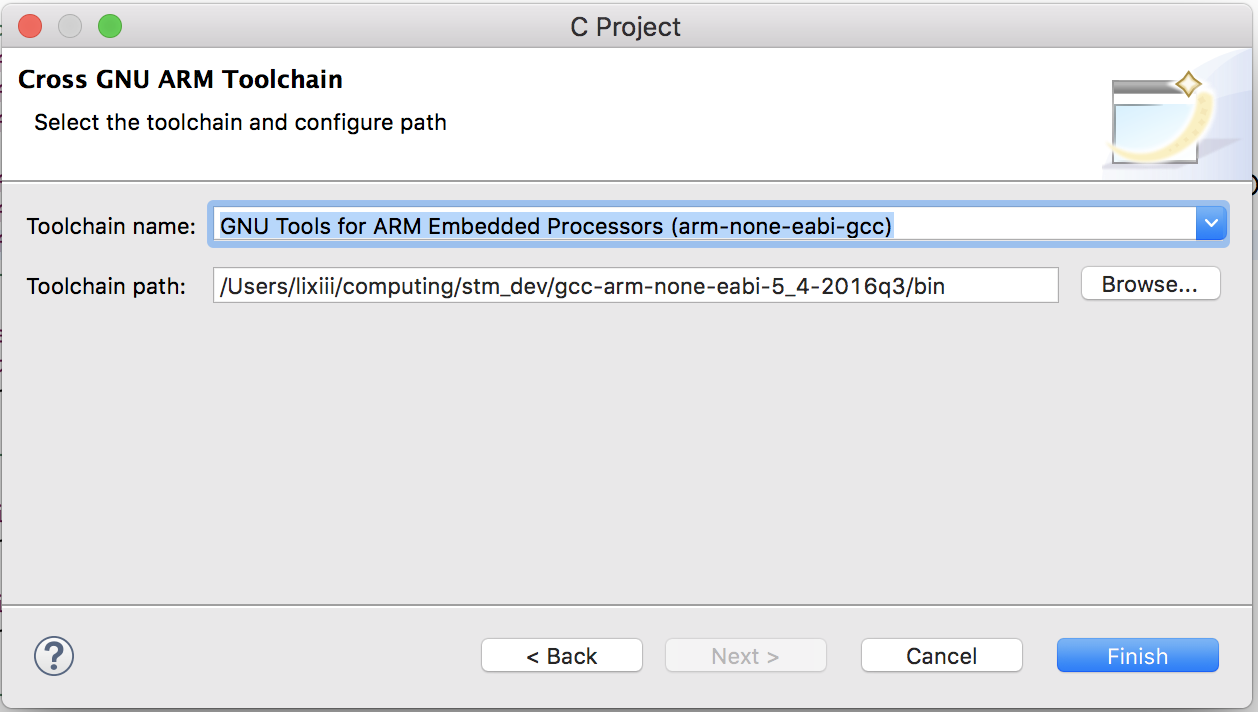 C Project
Cross GNU ARM Toolchain
Select the toolchain and configure path
Toolchain name: GNU Tools for ARM Embedded Processors (arm-none-eabi-gcc)
Toolchain path: /Users/lixiii/computing/stm_dev/gcc-arm-none-eabi-5_4-2016q3/bin Browse...
? < Back Next > Cancel Finish